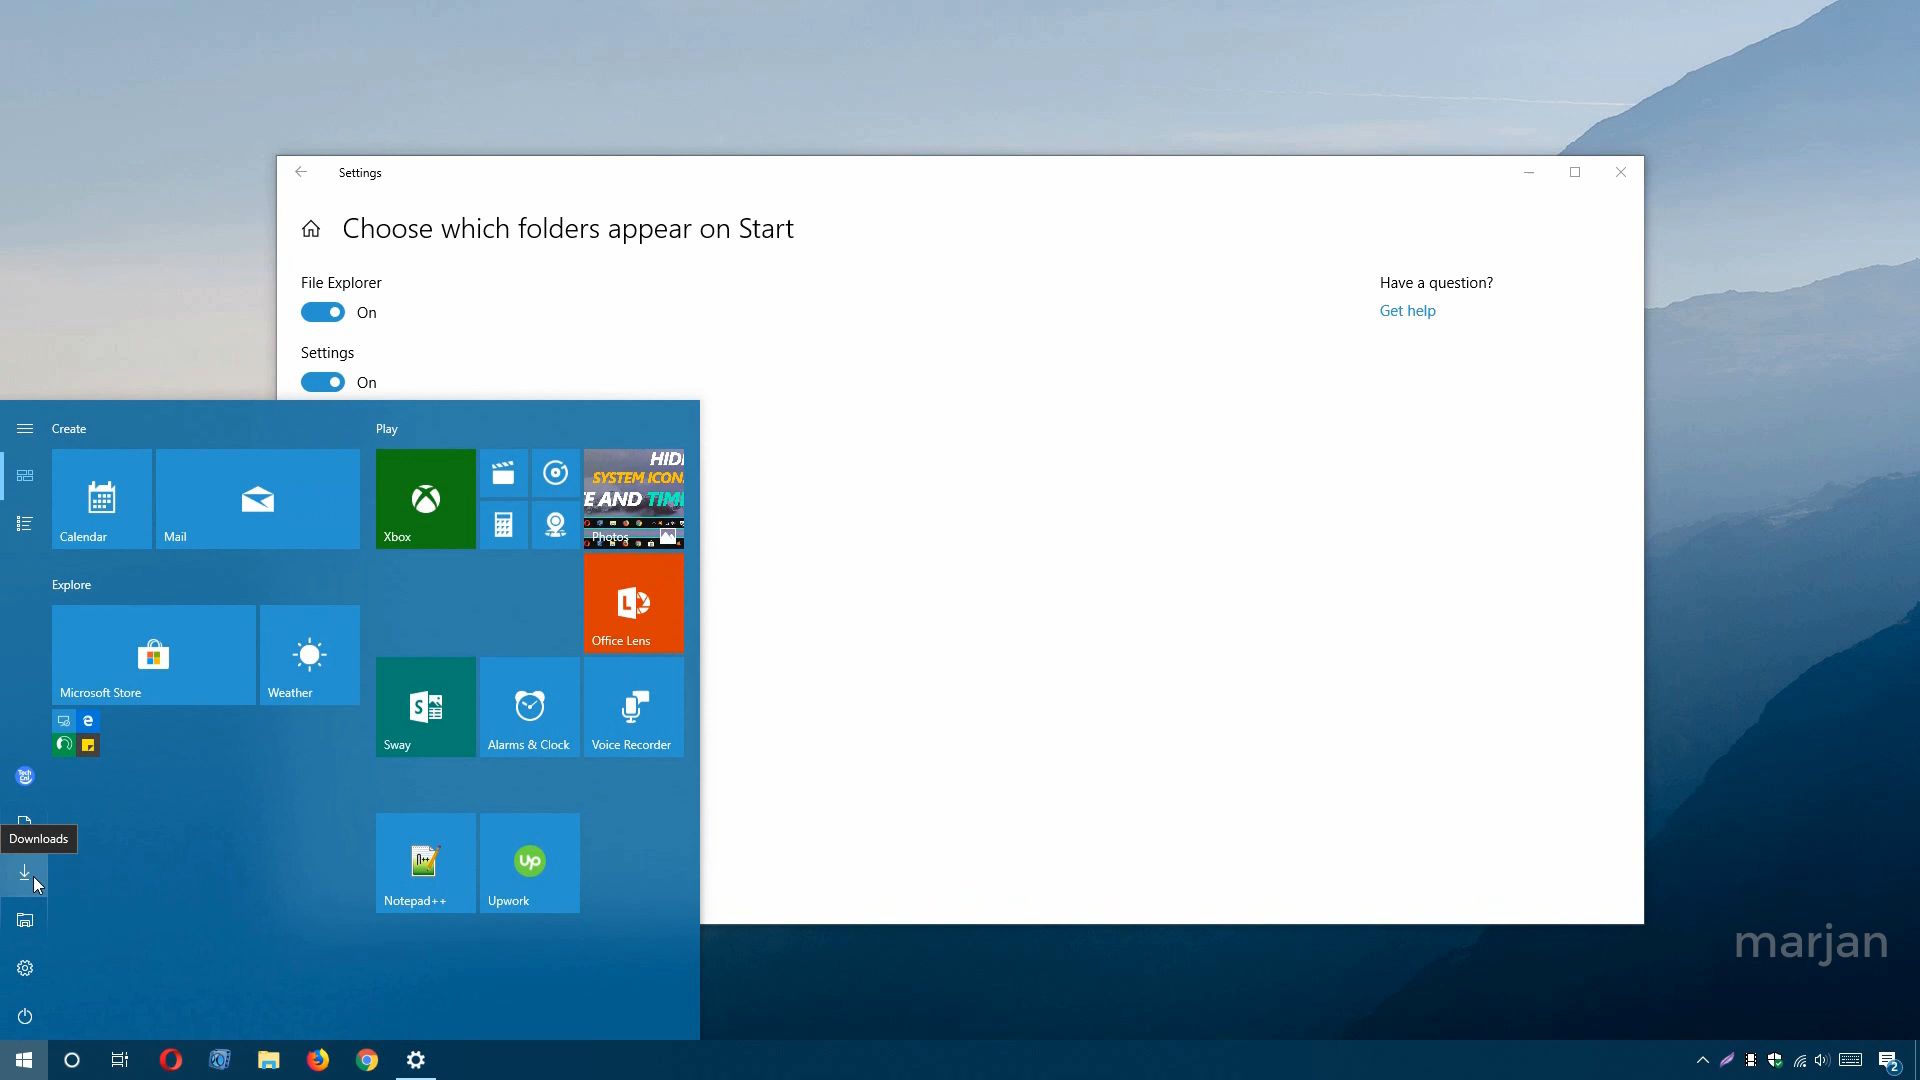 Settings
Choose which folders appear on Start
File Explorer
On
Have a question?
Get help
Settings
On
Create
Play
HIDE
SYSTEM ICON
E AND TIM
Calendar
Mail
Xbox
Photos
Explore
Office Lens
Microsoft Store
Weather
Sway
Alarms & Clock
Voice Recorder
Tech
Downloads
Notepad++
Upwork
marjan
2